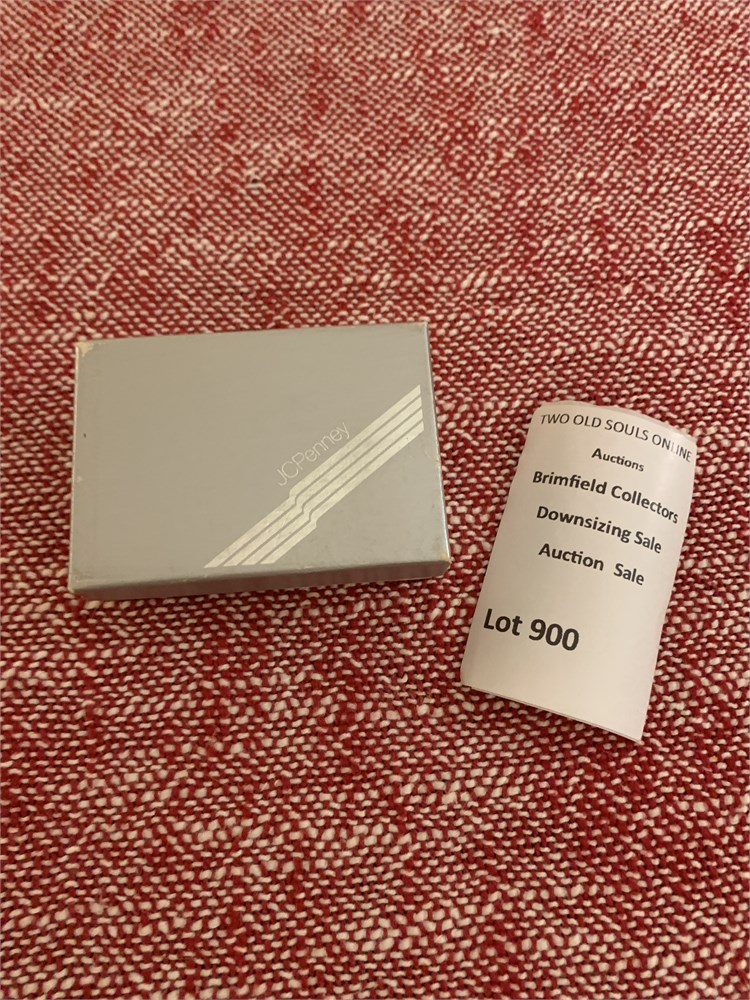 JCPenney
TWO OLD SOULS ONLINE
Auctions
Brimfield Collectors
Downsizing Sale
Auction Sale
Lot 900